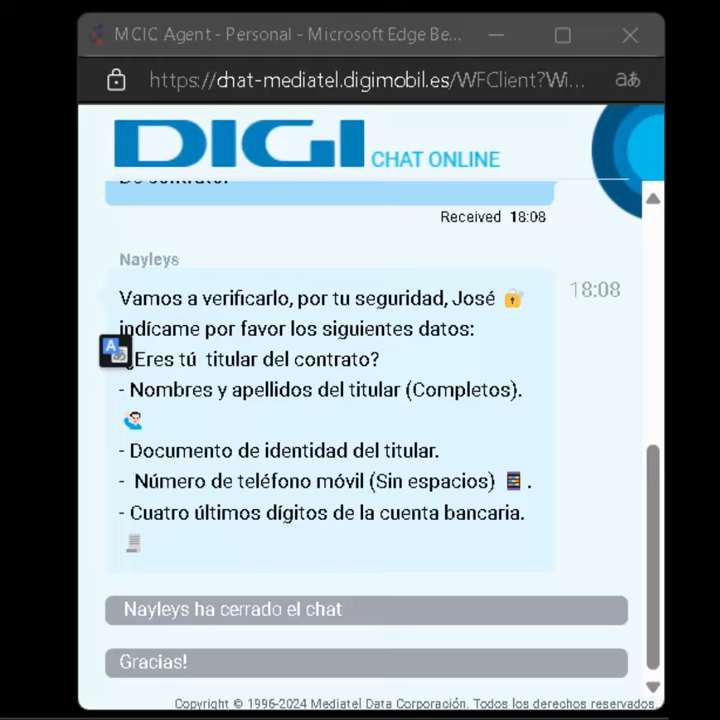 MCIC Agent - Personal - Microsoft Edge Be...
https://chat-mediatel.digimobil.es/WFClient?Wi...
aあ
DIGI CHAT ONLINE
De contrato.
Received 18:08
Nayleys
Vamos a verificarlo, por tu seguridad, José
18:08
indícame por favor los siguientes datos:
¿Eres tú titular del contrato?
- Nombres y apellidos del titular (Completos).
- Documento de identidad del titular.
- Número de teléfono móvil (Sin espacios) .
- Cuatro últimos dígitos de la cuenta bancaria.
Nayleys ha cerrado el chat
Gracias!
Copyright © 1996-2024 Mediatel Data Corporación. Todos los derechos reservados.